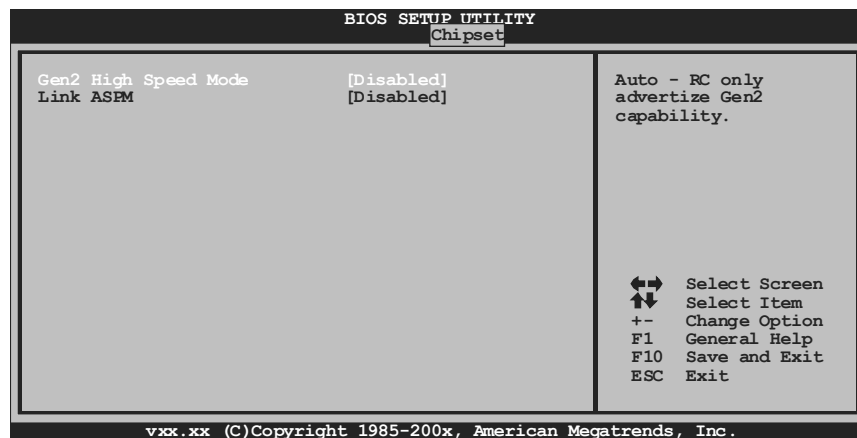 BIOS SETUP UTILITY
Chipset
Gen2 High Speed Mode [Disabled]
Link ASPM [Disabled]
Auto - RC only
advertize Gen2
capability.
Select Screen
Select Item
+- Change Option
F1 General Help
F10 Save and Exit
ESC Exit
vxx.xx (C)Copyright 1985-200x, American Megatrends, Inc.